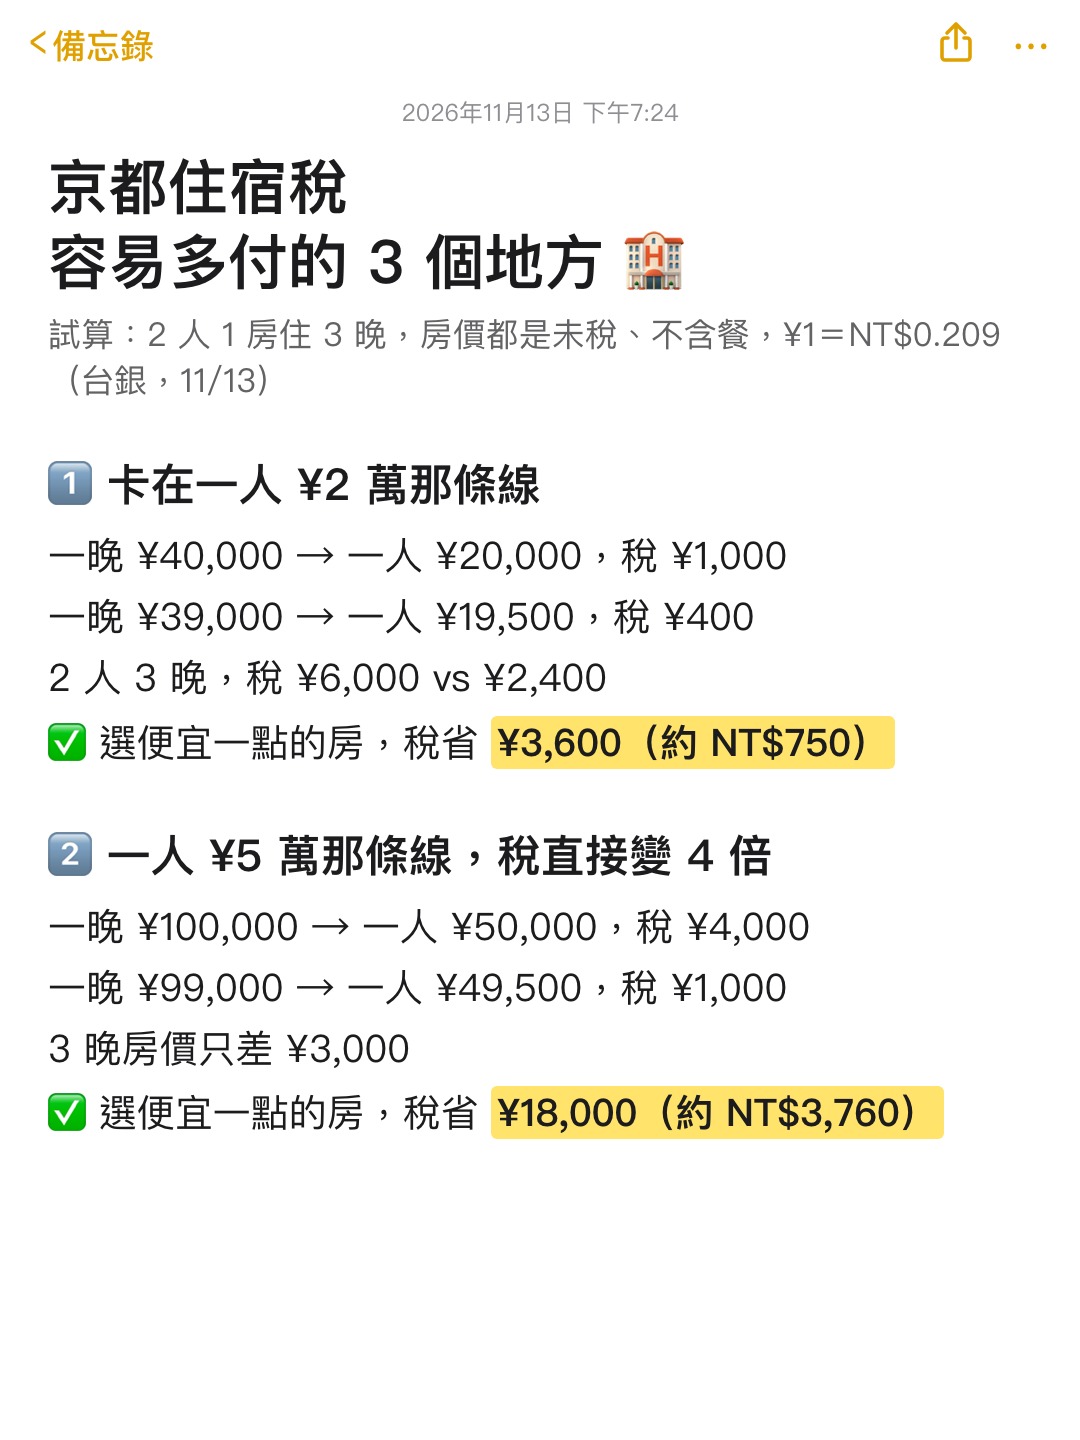 備忘錄
2026年11月13日 下午7:24
京都住宿稅
容易多付的 3 個地方 🏨
試算：2 人 1 房住 3 晚，房價都是未稅、不含餐，¥1＝NT$0.209
（台銀，11/13）
1️⃣ 卡在一人 ¥2 萬那條線
一晚 ¥40,000 → 一人 ¥20,000，稅 ¥1,000
一晚 ¥39,000 → 一人 ¥19,500，稅 ¥400
2 人 3 晚，稅 ¥6,000 vs ¥2,400
✅ 選便宜一點的房，稅省 ¥3,600（約 NT$750）
2️⃣ 一人 ¥5 萬那條線，稅直接變 4 倍
一晚 ¥100,000 → 一人 ¥50,000，稅 ¥4,000
一晚 ¥99,000 → 一人 ¥49,500，稅 ¥1,000
3 晚房價只差 ¥3,000
✅ 選便宜一點的房，稅省 ¥18,000（約 NT$3,760）